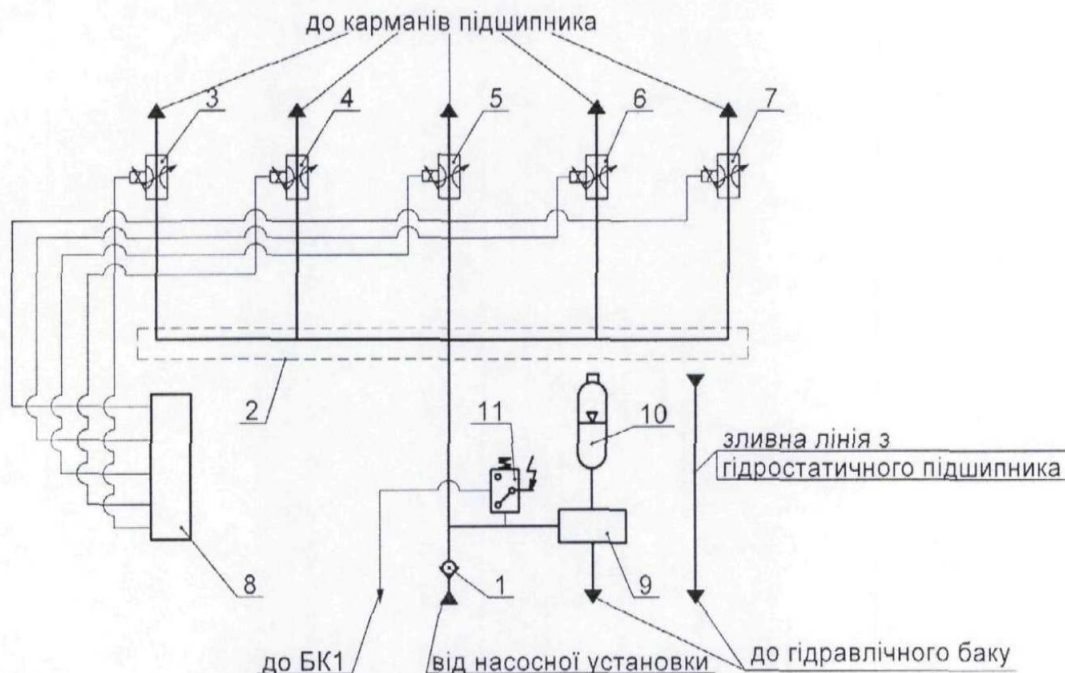 до карманів підшипника
3
4
5
6
7
2
11
10
зливна лінія з
гідростатичного підшипника
8
1
9
до БК1
від насосної установки
до гідравлічного баку